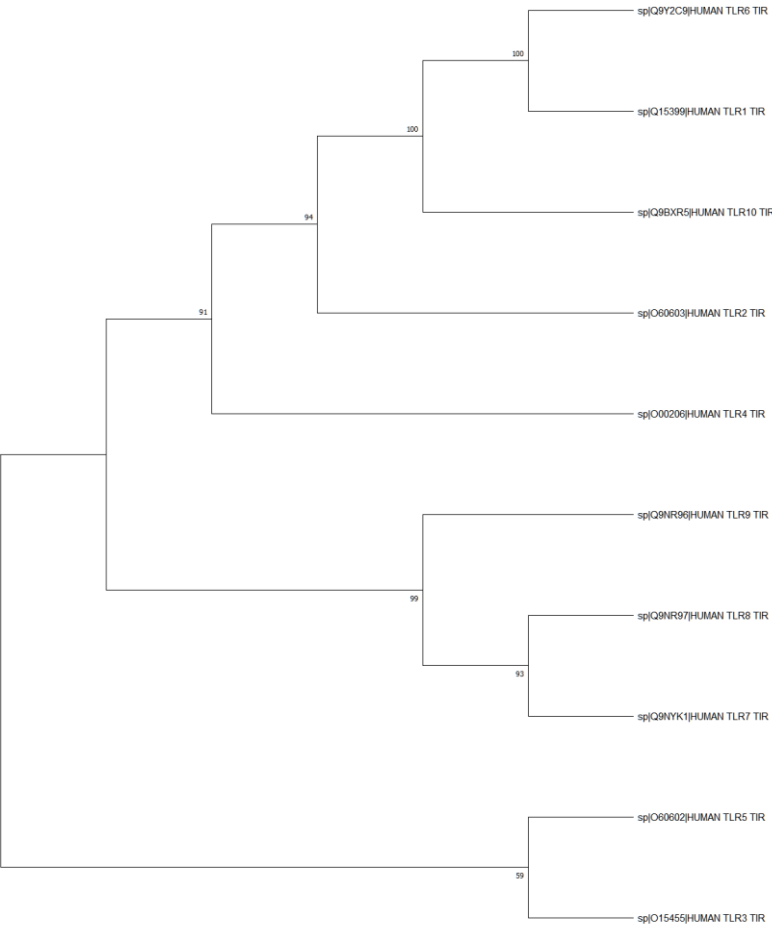 sp|Q9Y2C9|HUMAN TLR6 TIR
100
sp|Q15399|HUMAN TLR1 TIR
100
sp|Q9BXR5|HUMAN TLR10 TIR
94
sp|O60603|HUMAN TLR2 TIR
91
sp|O00206|HUMAN TLR4 TIR
sp|Q9NR96|HUMAN TLR9 TIR
99
sp|Q9NR97|HUMAN TLR8 TIR
93
sp|Q9NYK1|HUMAN TLR7 TIR
sp|O60602|HUMAN TLR5 TIR
59
sp|O15455|HUMAN TLR3 TIR